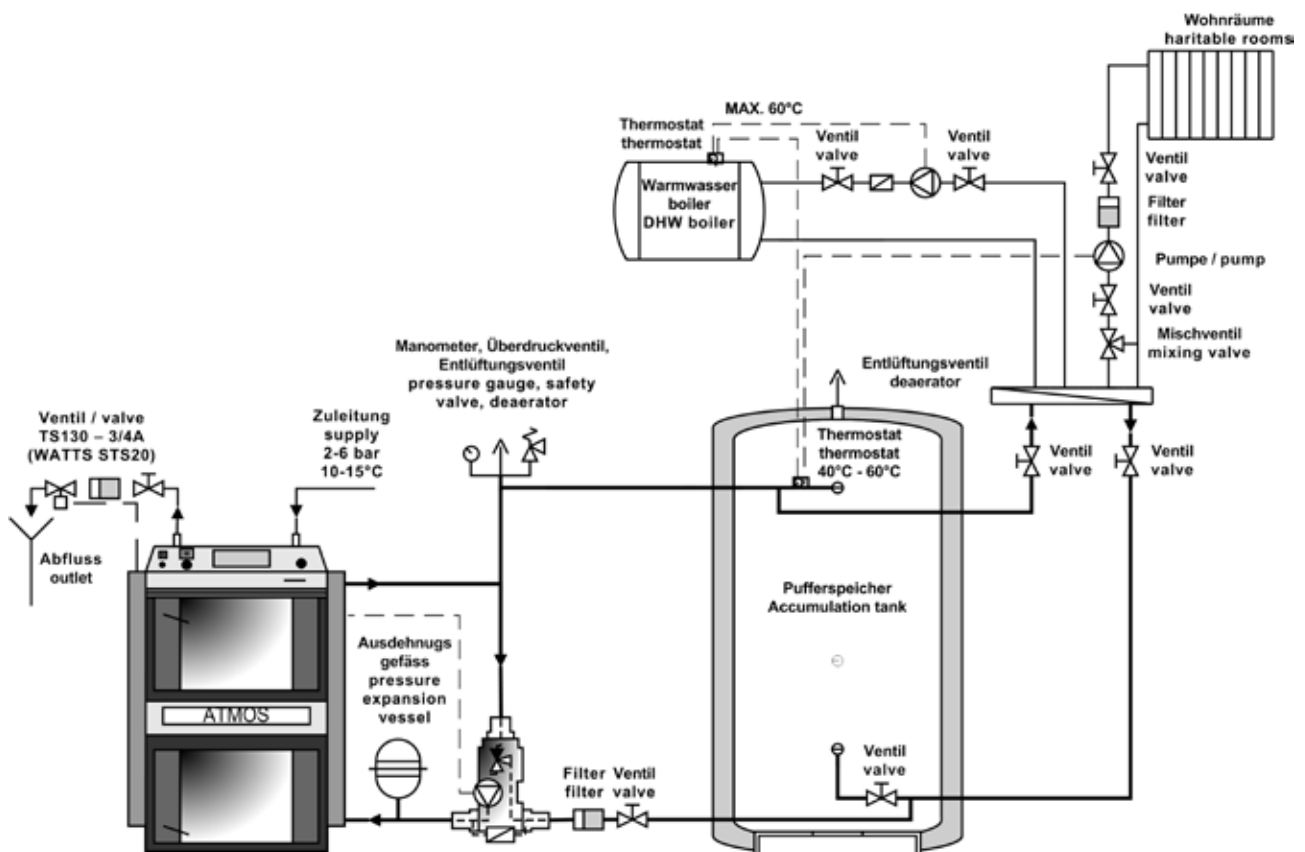 Wohnräume
haritable rooms
MAX. 60°C
Thermostat
thermostat
Ventil
valve
Ventil
valve
Warmwasser
boiler
DHW boiler
Ventil
valve
Filter
filter
Pumpe / pump
Ventil
valve
Mischventil
mixing valve
Manometer, Überdruckventil,
Entlüftungsventil
pressure gauge, safety
valve, deaerator
Entlüftungsventil
deaerator
Ventil / valve
TS130 – 3/4A
(WATTS STS20)
Zuleitung
supply
2-6 bar
10-15°C
Thermostat
thermostat
40°C - 60°C
Ventil
valve
Ventil
valve
Abfluss
outlet
Pufferspeicher
Accumulation tank
Ausdehnugs
gefäss
pressure
expansion
vessel
ATMOS
Filter Ventil
filter valve
Ventil
valve